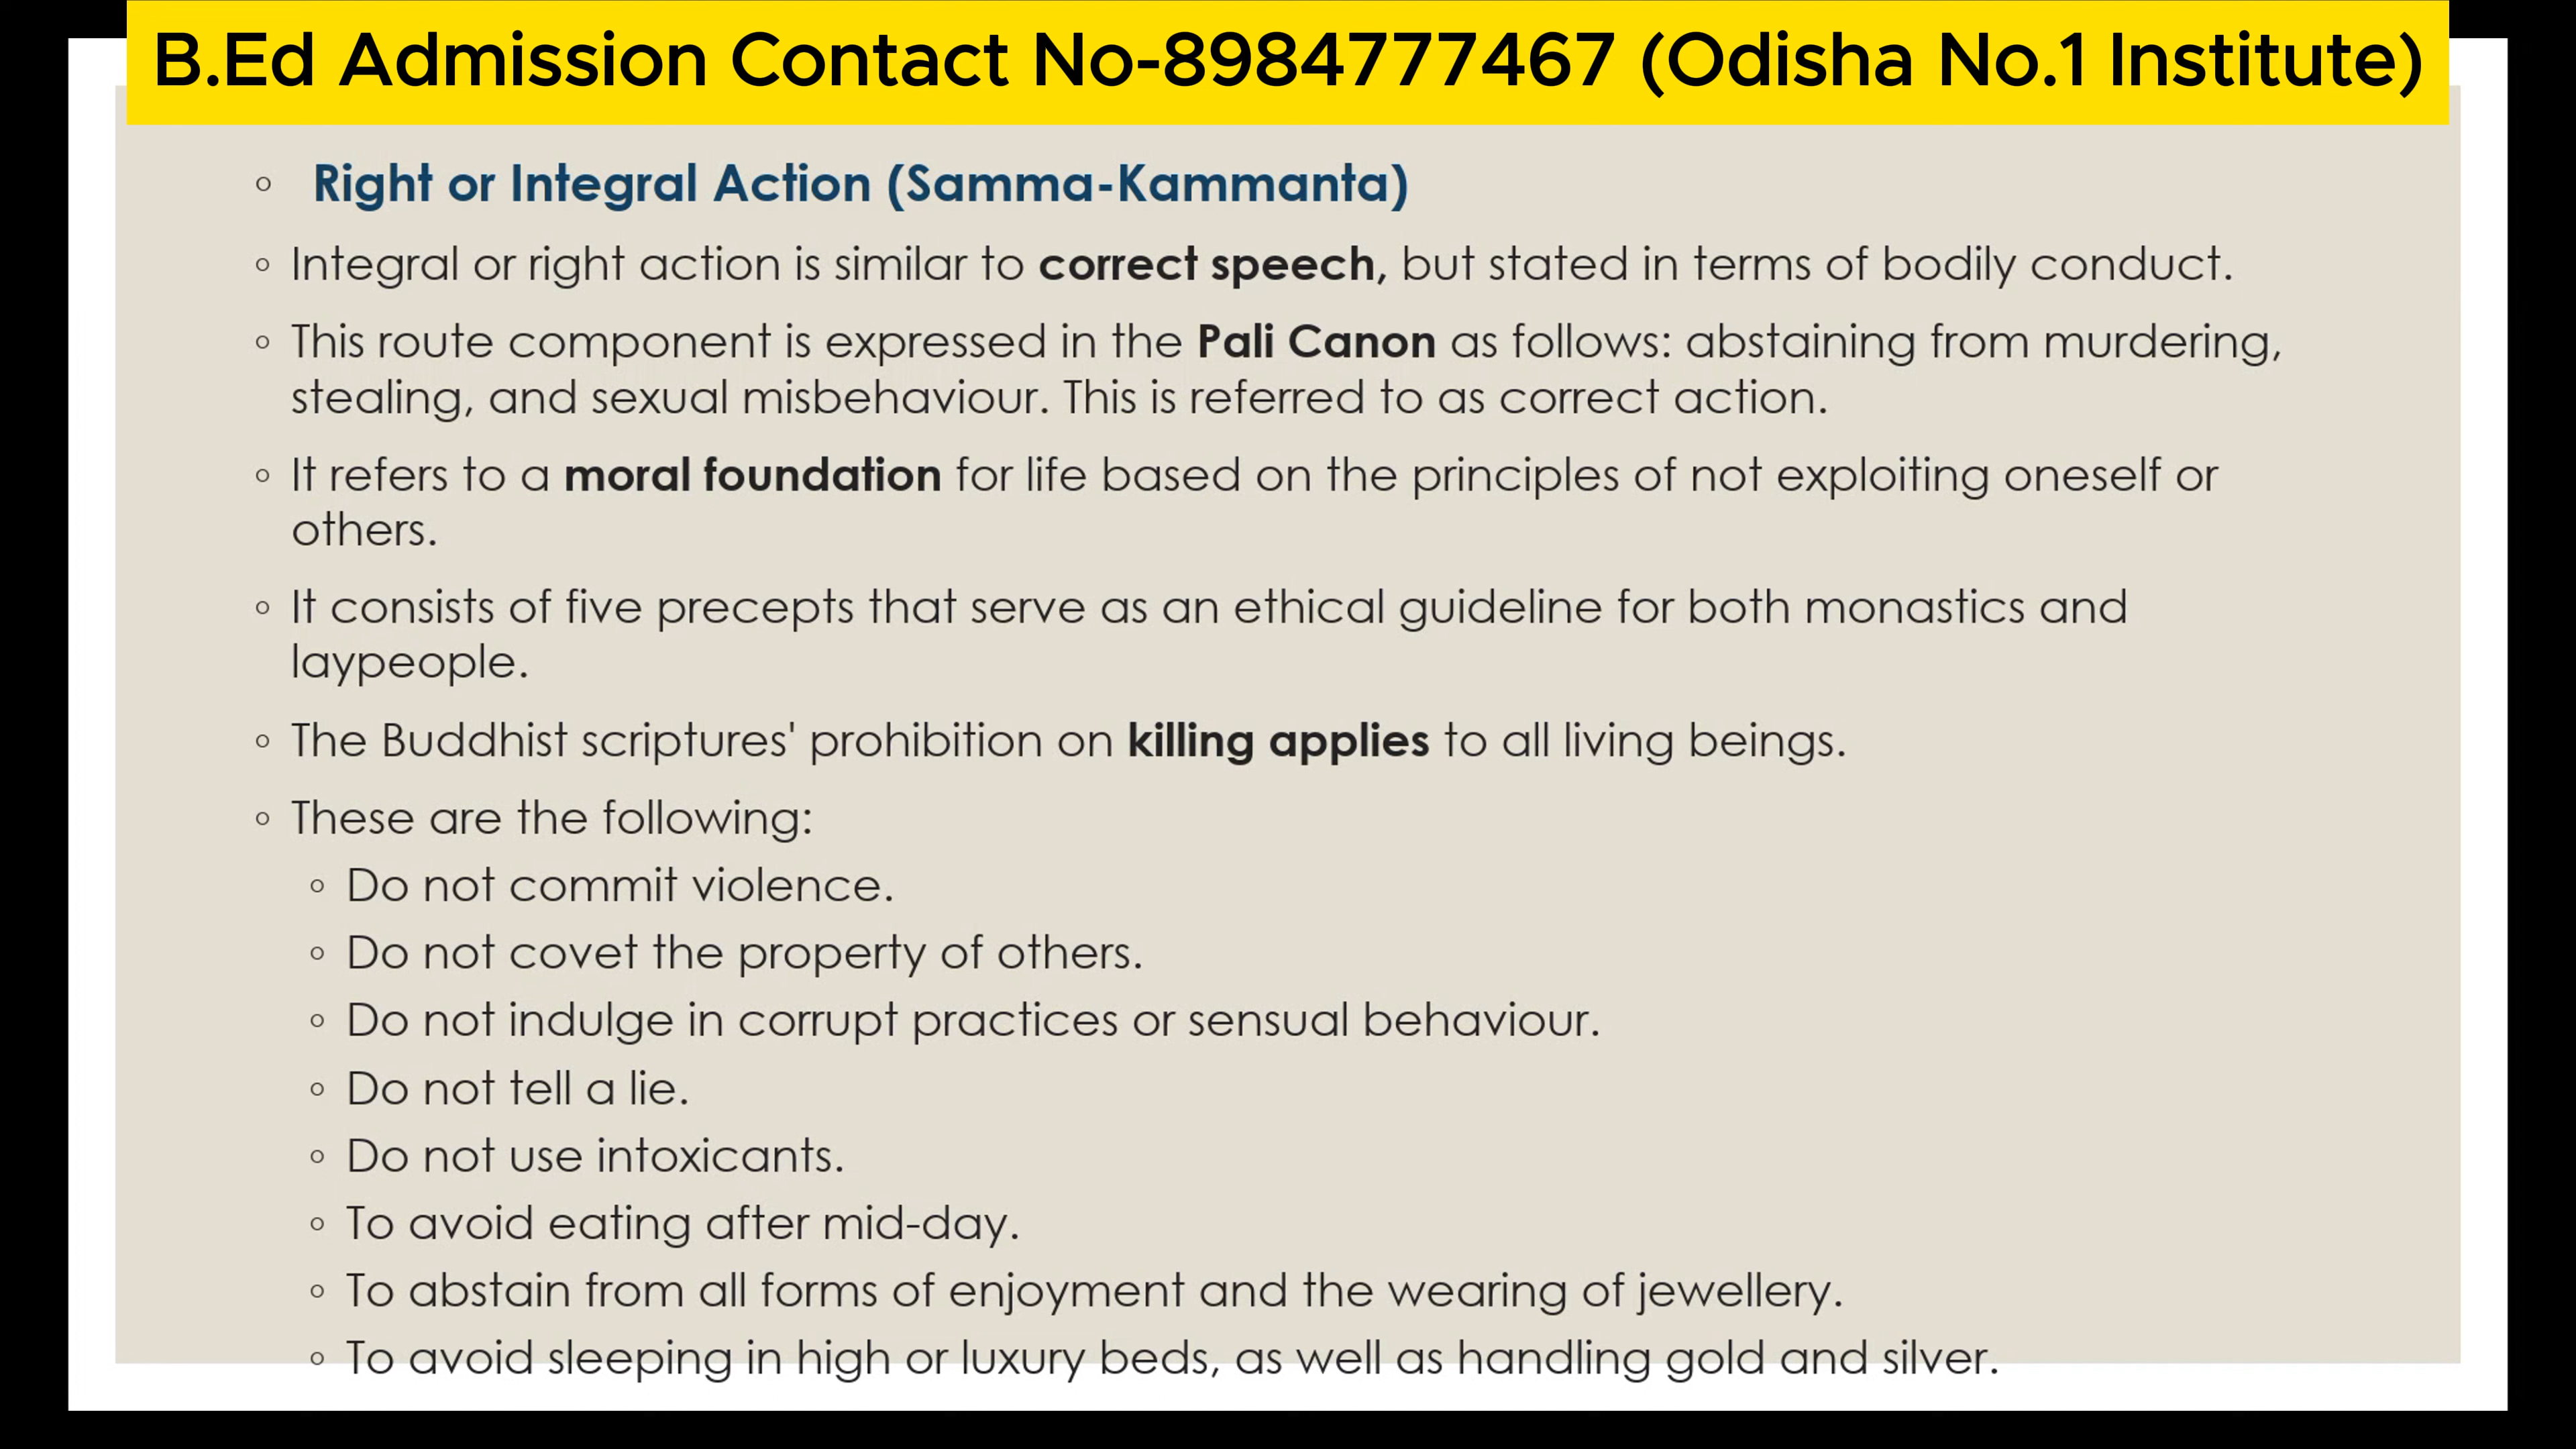 B.Ed Admission Contact No-8984777467 (Odisha No.1 Institute)
Right or Integral Action (Samma-Kammanta)
Integral or right action is similar to correct speech, but stated in terms of bodily conduct.
This route component is expressed in the Pali Canon as follows: abstaining from murdering,
stealing, and sexual misbehaviour. This is referred to as correct action.
It refers to a moral foundation for life based on the principles of not exploiting oneself or
others.
It consists of five precepts that serve as an ethical guideline for both monastics and
laypeople.
The Buddhist scriptures' prohibition on killing applies to all living beings.
These are the following:
Do not commit violence.
Do not covet the property of others.
Do not indulge in corrupt practices or sensual behaviour.
Do not tell a lie.
Do not use intoxicants.
To avoid eating after mid-day.
To abstain from all forms of enjoyment and the wearing of jewellery.
To avoid sleeping in high or luxury beds, as well as handling gold and silver.